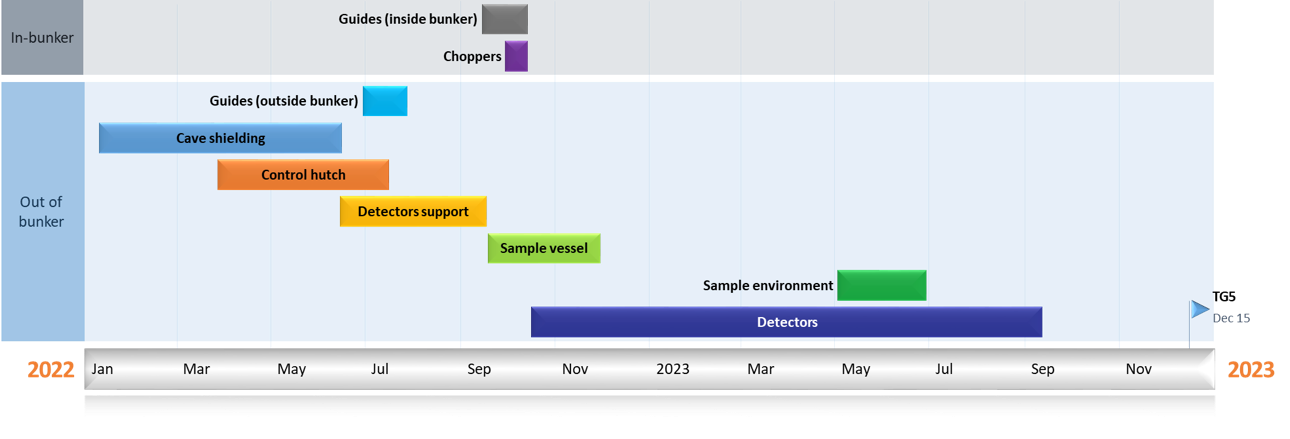 In-bunker
Guides (inside bunker)
Choppers
Out of
bunker
Guides (outside bunker)
Cave shielding
Control hutch
Detectors support
Sample vessel
Sample environment
Detectors
TG5
Dec 15
2022 Jan Mar May Jul Sep Nov 2023 Mar May Jul Sep Nov 2023